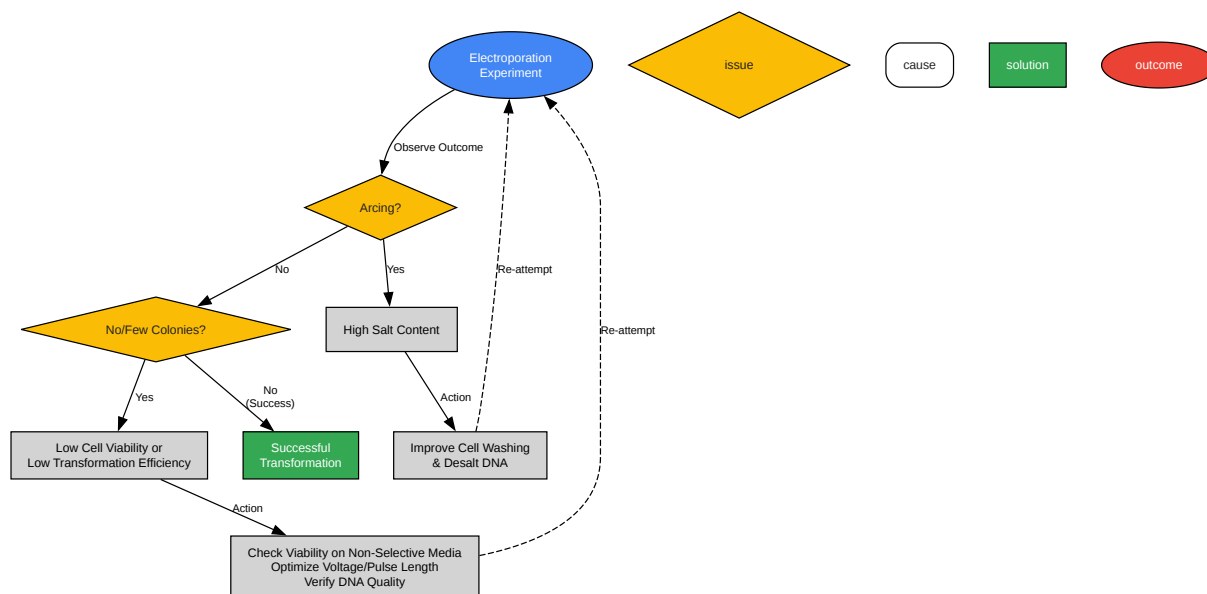 Electroporation
Experiment
issue
cause
solution
outcome
Observe Outcome
Arcing?
No
Yes
Re-attempt
No/Few Colonies?
High Salt Content
Re-attempt
Yes
No
(Success)
Action
Low Cell Viability or
Low Transformation Efficiency
Successful
Transformation
Improve Cell Washing
& Desalt DNA
Action
Check Viability on Non-Selective Media
Optimize Voltage/Pulse Length
Verify DNA Quality